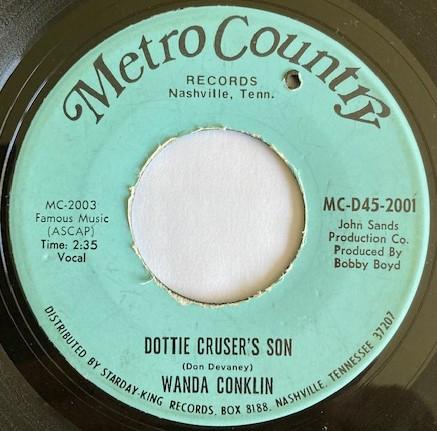 Metro Country
RECORDS
Nashville, Tenn.
MC-2003
Famous Music
(ASCAP)
Time: 2:35
Vocal
MC-D45-2001
John Sands
Production Co.
Produced By
Bobby Boyd
DOTTIE CRUSER'S SON
(Don Devaney)
WANDA CONKLIN
DISTRIBUTED BY STARDAY-KING RECORDS, BOX 8188, NASHVILLE, TENNESSEE 37207